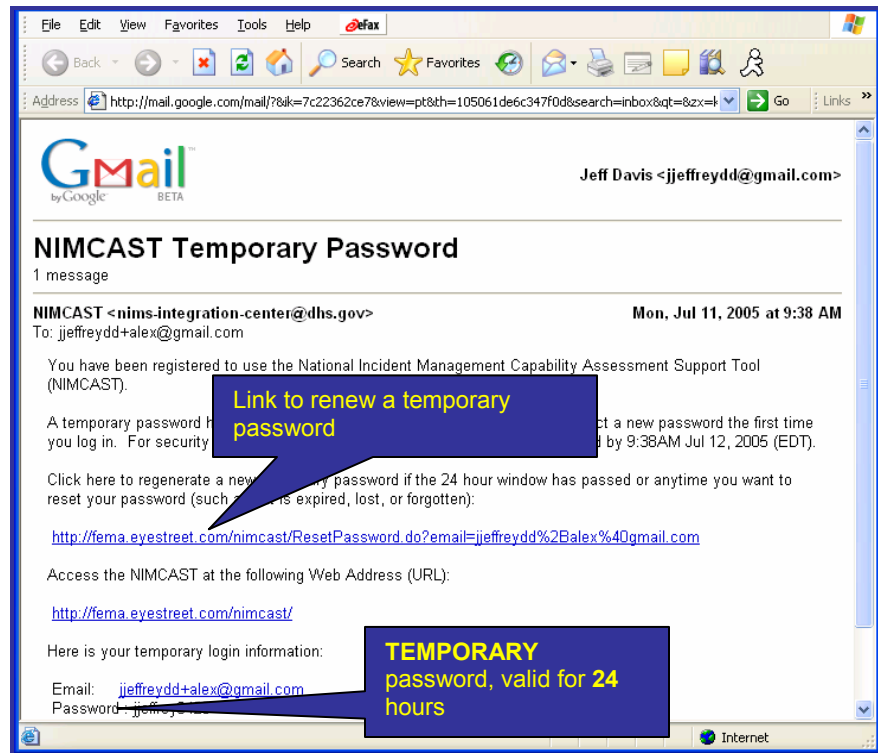 File Edit View Favorites Tools Help eFax
Back Search Favorites
Address http://mail.google.com/mail/?&ik=7c22362ce7&view=pt&th=105061de6c347f0d&search=inbox&qt=&zx= Go Links »
Gmail™
by Google BETA
Jeff Davis <jjeffreydd@gmail.com>
NIMCAST Temporary Password
1 message
NIMCAST <nims-integration-center@dhs.gov> Mon, Jul 11, 2005 at 9:38 AM
To: jjeffreydd+alex@gmail.com
You have been registered to use the National Incident Management Capability Assessment Support Tool
(NIMCAST).
Link to renew a temporary
password
A temporary password ct a new password the first time
you log in. For security d by 9:38AM Jul 12, 2005 (EDT).
Click here to regenerate a new password if the 24 hour window has passed or anytime you want to
reset your password (such is expired, lost, or forgotten):
http://fema.eyestreet.com/nimcast/ResetPassword.do?email=jjeffreydd%2Balex%40gmail.com
Access the NIMCAST at the following Web Address (URL):
http://fema.eyestreet.com/nimcast/
Here is your temporary login information:
TEMPORARY
password, valid for 24
hours
Email: jjeffreydd+alex@gmail.com
Password :
Internet